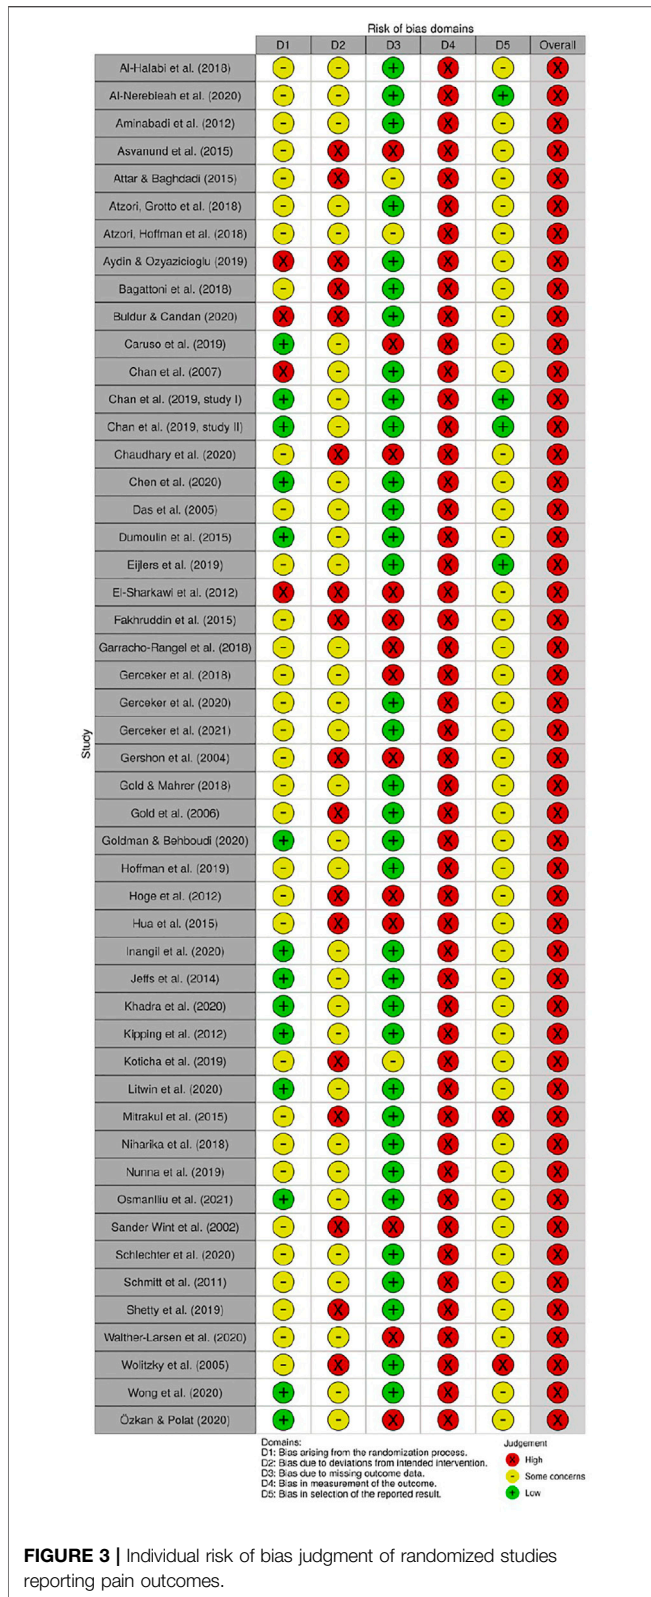 Risk of bias domains
D1 D2 D3 D4 D5 Overall
Al-Halabi et al. (2018) - - + X - X
Al-Nerebleah et al. (2020) - - + X + X
Aminabadi et al. (2012) - - + X - X
Asvanund et al. (2015) - X X X - X
Attar & Baghdadi (2015) - X - X - X
Atzori, Grotto et al. (2018) - - + X - X
Atzori, Hoffman et al. (2018) - - - X - X
Aydin & Ozyazicioglu (2019) X X + X - X
Bagattoni et al. (2018) - X + X - X
Buldur & Candan (2020) X X + X - X
Caruso et al. (2019) + - X X - X
Chan et al. (2007) X - + X - X
Chan et al. (2019, study I) + - + X + X
Chan et al. (2019, study II) + - + X + X
Chaudhary et al. (2020) - X X X - X
Chen et al. (2020) + - + X - X
Das et al. (2005) - - + X - X
Dumoulin et al. (2015) + - + X - X
Eijlers et al. (2019) - - + X + X
El-Sharkawi et al. (2012) X X X X - X
Fakhruddin et al. (2015) - X X X - X
Garracho-Rangel et al. (2018) - - X X - X
Gerceker et al. (2018) - - X X - X
Gerceker et al. (2020) - - + X - X
Gerceker et al. (2021) - - + X - X
Gershon et al. (2004) - X X X - X
Gold & Mahrer (2018) - - + X - X
Gold et al. (2006) - X + X - X
Goldman & Behboudi (2020) + - + X - X
Hoffman et al. (2019) - - + X - X
Hoge et al. (2012) - X X X - X
Hua et al. (2015) - X X X - X
Inangil et al. (2020) + - + X - X
Jeffs et al. (2014) + - + X - X
Khadra et al. (2020) + - + X - X
Kipping et al. (2012) + - + X - X
Koticha et al. (2019) - X - X - X
Litwin et al. (2020) + - + X - X
Mitrakul et al. (2015) - X + X X X
Niharika et al. (2018) - - + X - X
Nunna et al. (2019) - - + X - X
Osmanlliu et al. (2021) + - + X - X
Sander Wint et al. (2002) - X X X - X
Schlechter et al. (2020) - - + X - X
Schmitt et al. (2011) - - + X - X
Shetty et al. (2019) - X + X - X
Walther-Larsen et al. (2020) - - X X - X
Wolitzky et al. (2005) - X + X X X
Wong et al. (2020) + - + X - X
Özkan & Polat (2020) + - X X - X
Study
Domains:
D1: Bias arising from the randomization process.
D2: Bias due to deviations from intended intervention.
D3: Bias due to missing outcome data.
D4: Bias in measurement of the outcome.
D5: Bias in selection of the reported result.
Judgement
X High
- Some concerns
+ Low
FIGURE 3 | Individual risk of bias judgment of randomized studies
reporting pain outcomes.